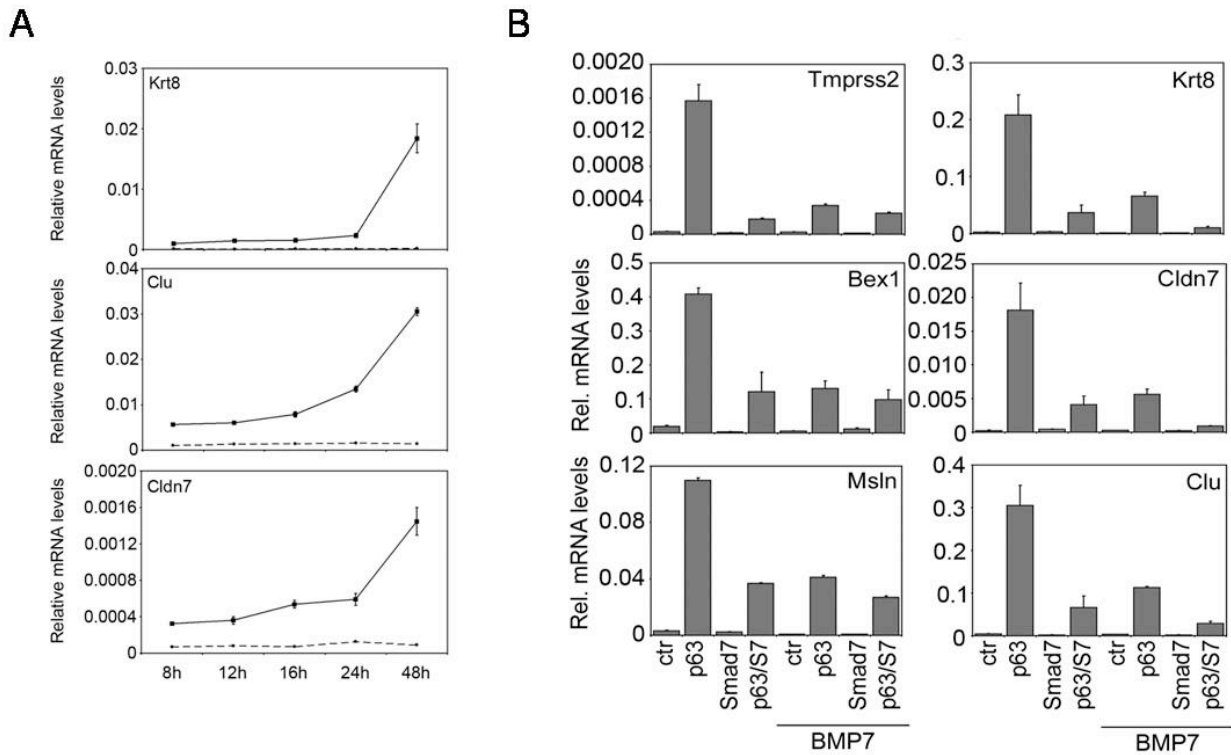 A
Relative mRNA levels
0.03
0.02
0.01
0
Krt8
Relative mRNA levels
0.04
0.03
0.02
0.01
0
Clu
Relative mRNA levels
0.0020
0.0016
0.0012
0.0008
0.0004
0
Cldn7
8h 12h 16h 24h 48h
B
0.0020
0.0016
0.0012
0.0008
0.0004
0
Tmprss2
0.3
0.2
0.1
0
Krt8
Rel. mRNA levels
0.5
0.4
0.3
0.2
0.1
0
Bex1
0.025
0.020
0.015
0.010
0.005
0
Cldn7
Rel. mRNA levels
0.12
0.08
0.04
0
Msln
0.4
0.3
0.2
0.1
0
Clu
ctr p63 Smad7 p63/S7 ctr p63 Smad7 p63/S7
BMP7
ctr p63 Smad7 p63/S7 ctr p63 Smad7 p63/S7
BMP7